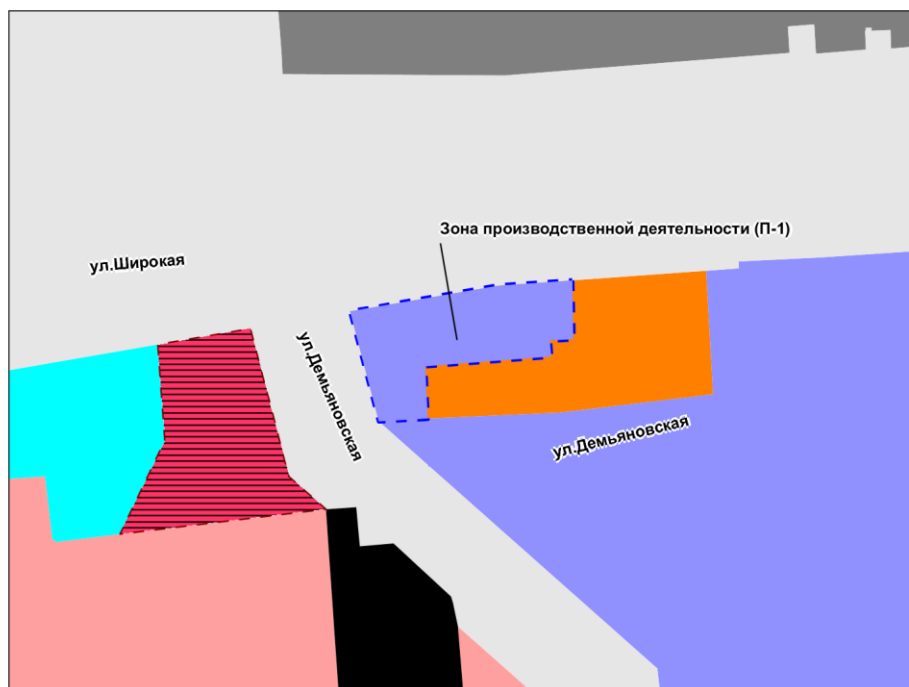 Зона производственной деятельности (П-1)
ул.Широкая
ул.Демьяновская
ул.Демьяновская